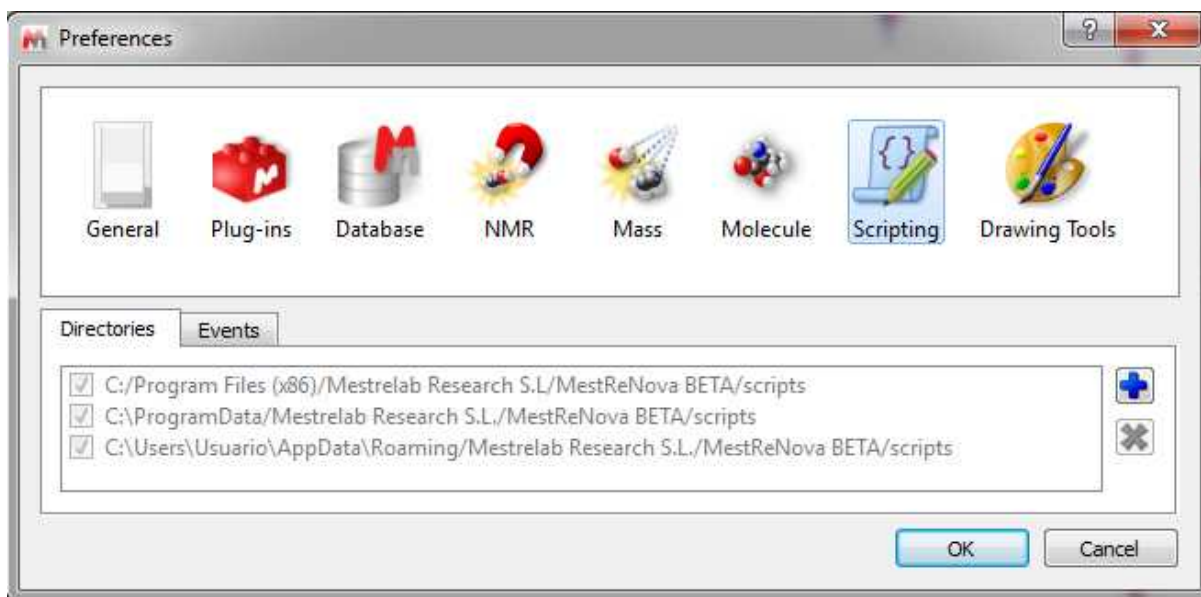 Preferences
General Plug-ins Database NMR Mass Molecule Scripting Drawing Tools
Directories Events
C:/Program Files (x86)/Mestrelab Research S.L/MestReNova BETA/scripts
C:\ProgramData/Mestrelab Research S.L./MestReNova BETA/scripts
C:\Users\Usuario\AppData\Roaming/Mestrelab Research S.L./MestReNova BETA/scripts
OK Cancel